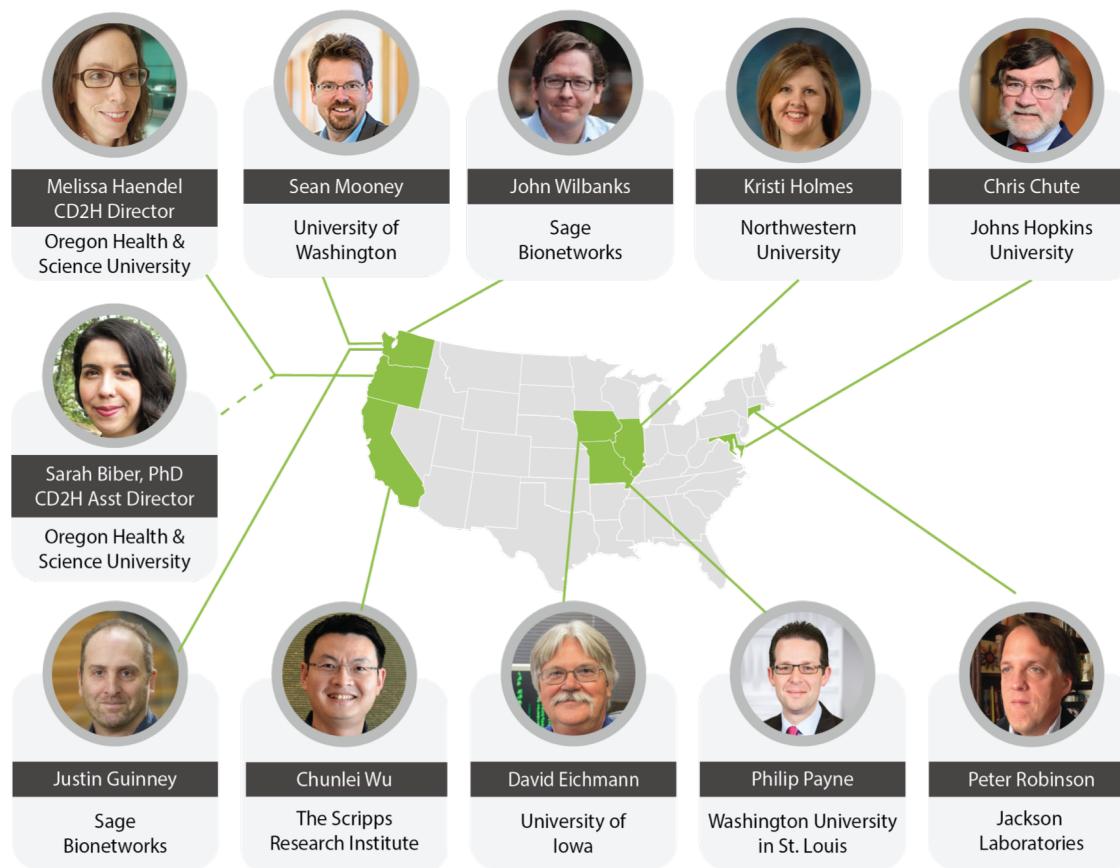 Melissa Haendel
CD2H Director
Oregon Health &
Science University
Sean Mooney
University of
Washington
John Wilbanks
Sage
Bionetworks
Kristi Holmes
Northwestern
University
Chris Chute
Johns Hopkins
University
Sarah Biber, PhD
CD2H Asst Director
Oregon Health &
Science University
Justin Guinney
Sage
Bionetworks
Chunlei Wu
The Scripps
Research Institute
David Eichmann
University of
Iowa
Philip Payne
Washington University
in St. Louis
Peter Robinson
Jackson
Laboratories